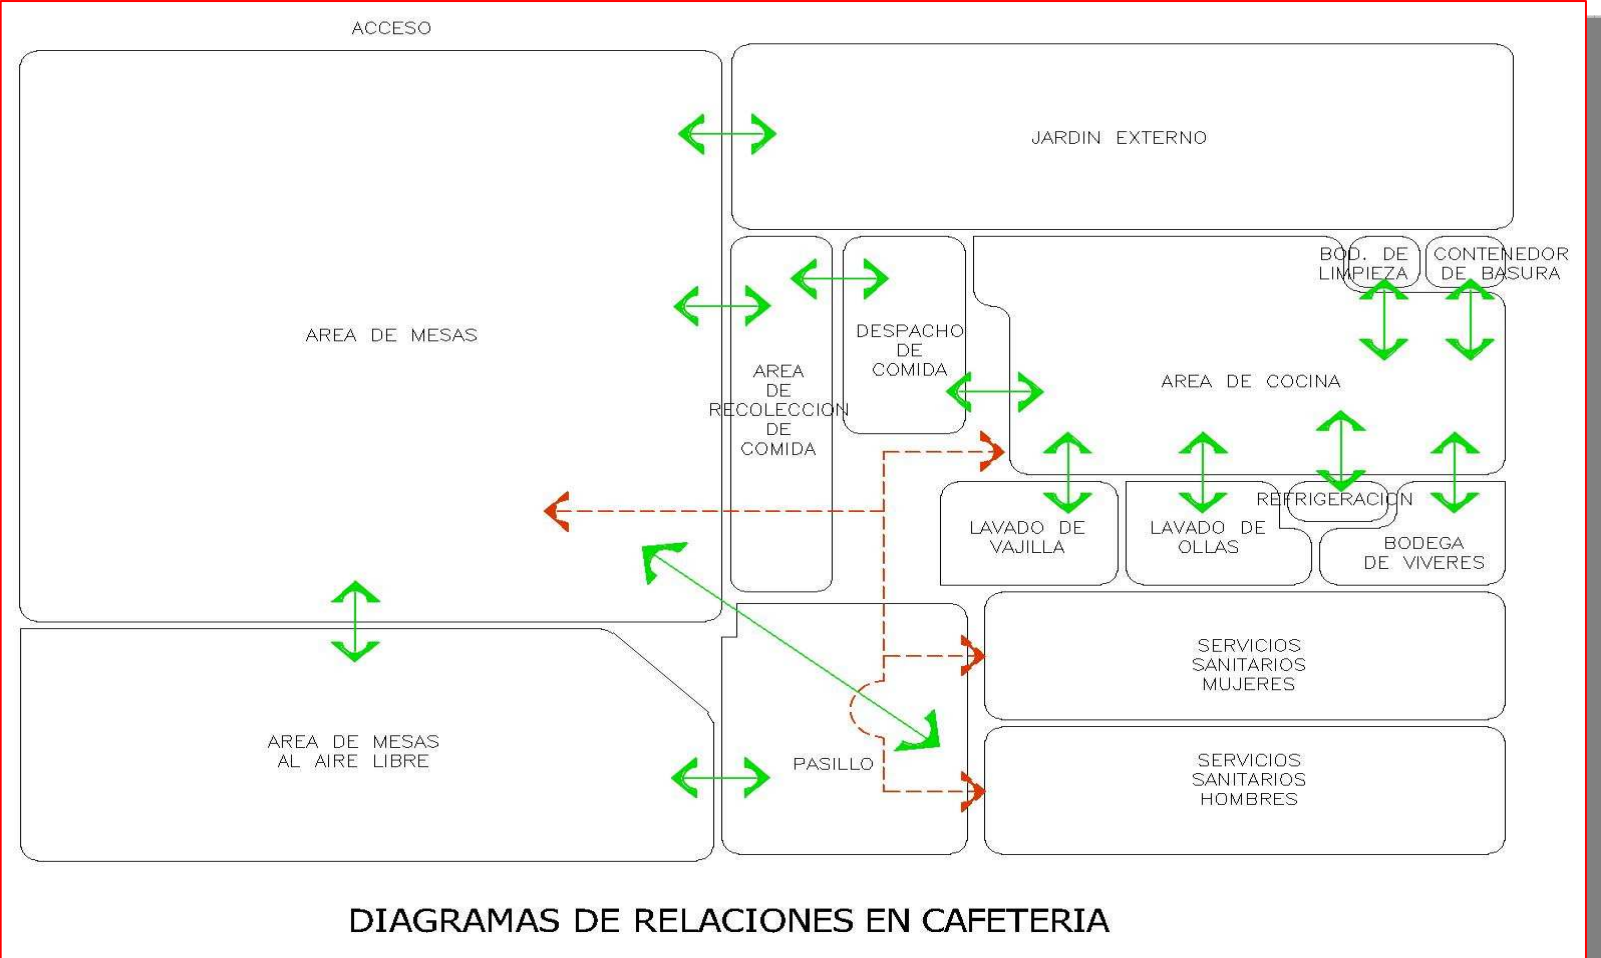 ACCESO
JARDIN EXTERNO
AREA DE MESAS
AREA
DE
RECOLECCION
DE
COMIDA
DESPACHO
DE
COMIDA
BOD. DE
LIMPIEZA
CONTENEDOR
DE BASURA
AREA DE COCINA
LAVADO DE
VAJILLA
LAVADO DE
OLLAS
REFRIGERACION
BODEGA
DE VIVERES
SERVICIOS
SANITARIOS
MUJERES
AREA DE MESAS
AL AIRE LIBRE
PASILLO
SERVICIOS
SANITARIOS
HOMBRES
DIAGRAMAS DE RELACIONES EN CAFETERIA